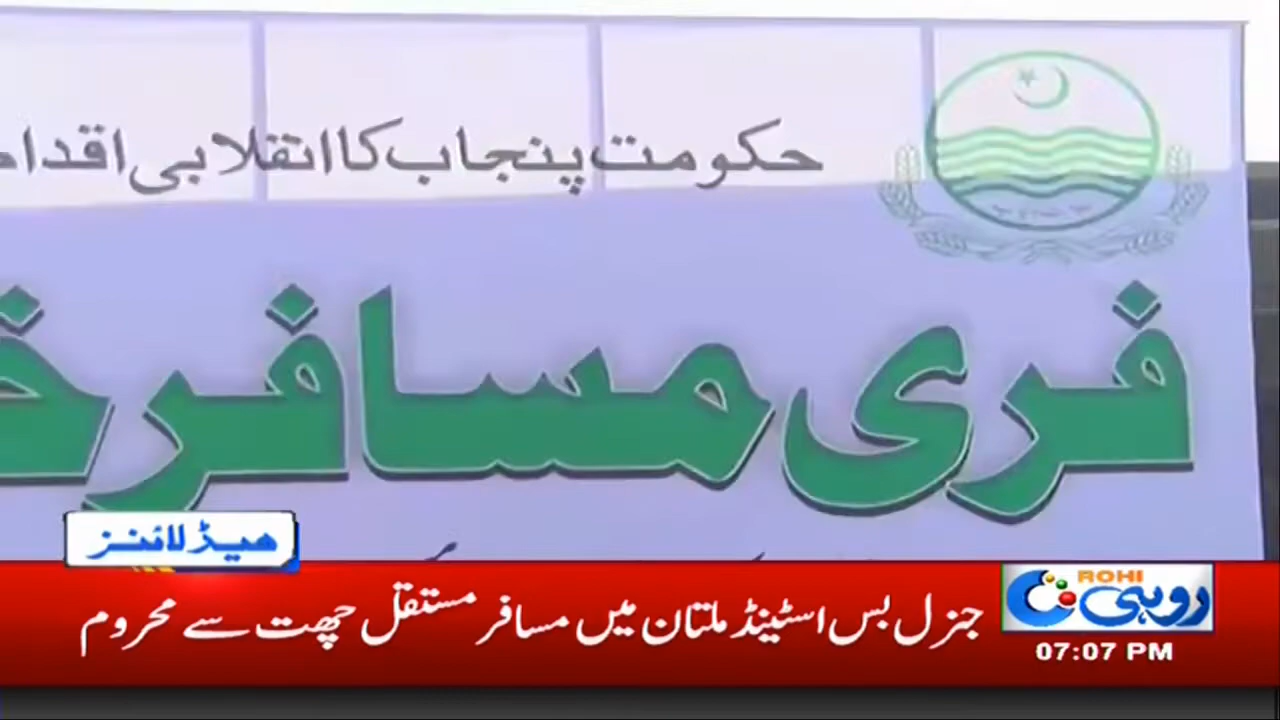 حکومت پنجاب کا انقلابی اقدام
فری مسافر
ہیڈ لائنز
ROHI
روہی
جنرل بس اسٹینڈ ملتان میں مسافر مستقل چھت سے محروم
07:07 PM